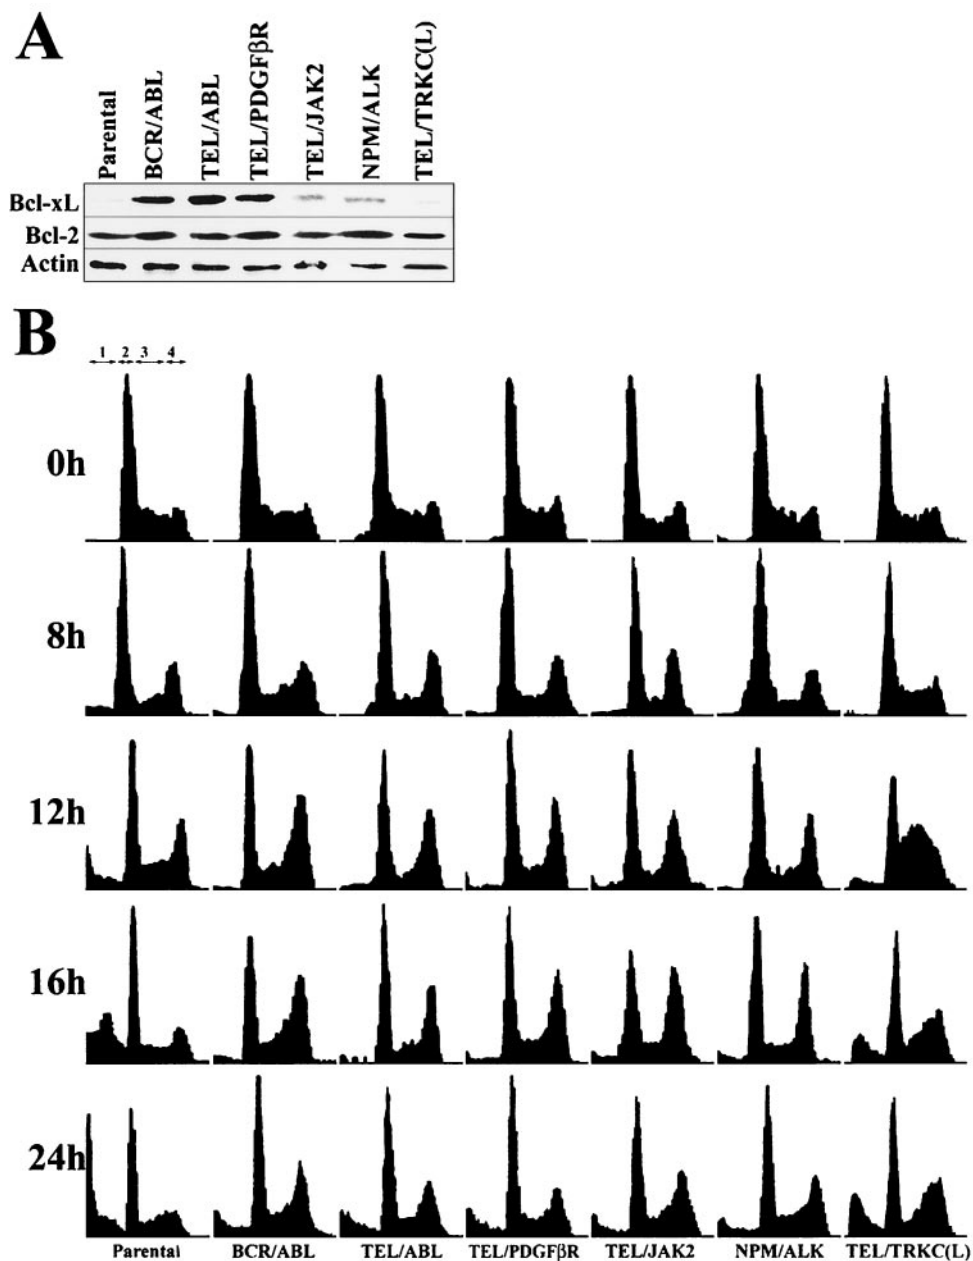 A
Parental
BCR/ABL
TEL/ABL
TEL/PDGFβR
TEL/JAK2
NPM/ALK
TEL/TRKC(L)
Bcl-xL
Bcl-2
Actin
B
1 2 3 4
0h
8h
12h
16h
24h
Parental BCR/ABL TEL/ABL TEL/PDGFβR TEL/JAK2 NPM/ALK TEL/TRKC(L)